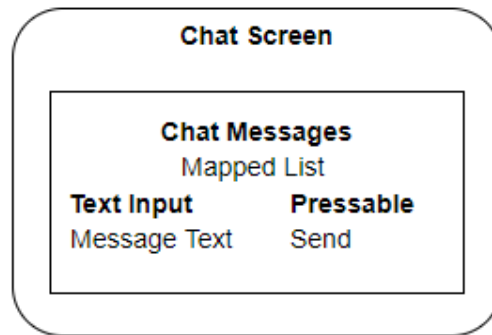 Chat Screen
Chat Messages
Mapped List
Text Input Pressable
Message Text Send